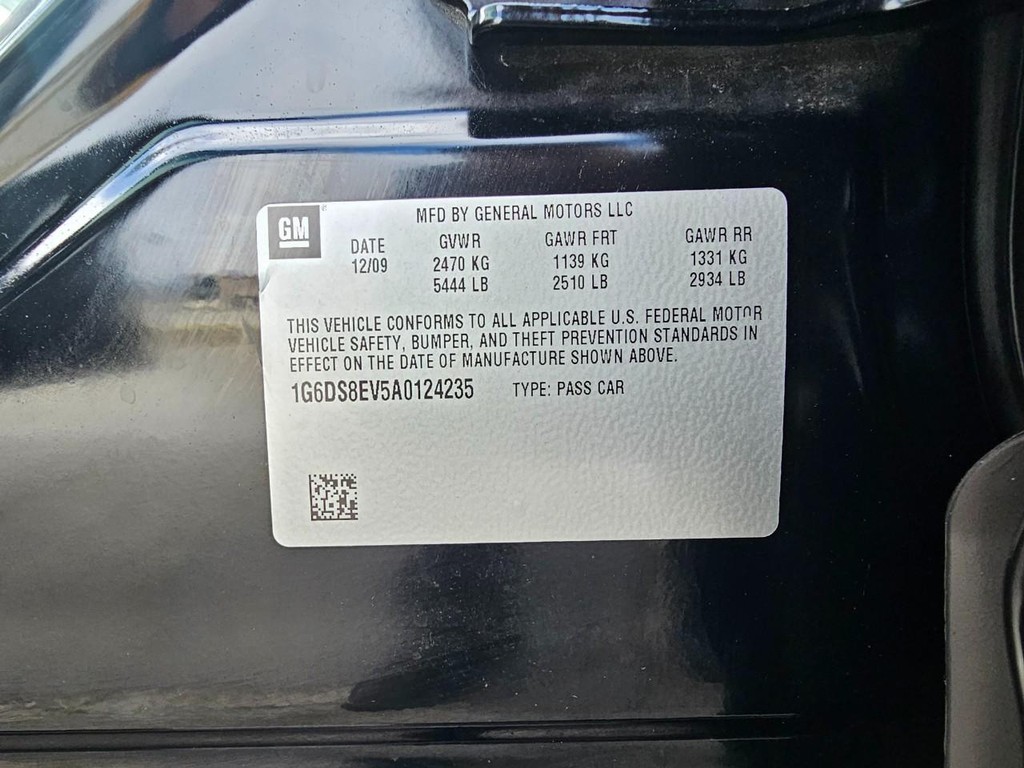 GM
MFD BY GENERAL MOTORS LLC
DATE GVWR GAWR FRT GAWR RR
12/09 2470 KG 1139 KG 1331 KG
5444 LB 2510 LB 2934 LB
THIS VEHICLE CONFORMS TO ALL APPLICABLE U.S. FEDERAL MOTOR
VEHICLE SAFETY, BUMPER, AND THEFT PREVENTION STANDARDS IN
EFFECT ON THE DATE OF MANUFACTURE SHOWN ABOVE.
1G6DS8EV5A0124235 TYPE: PASS CAR